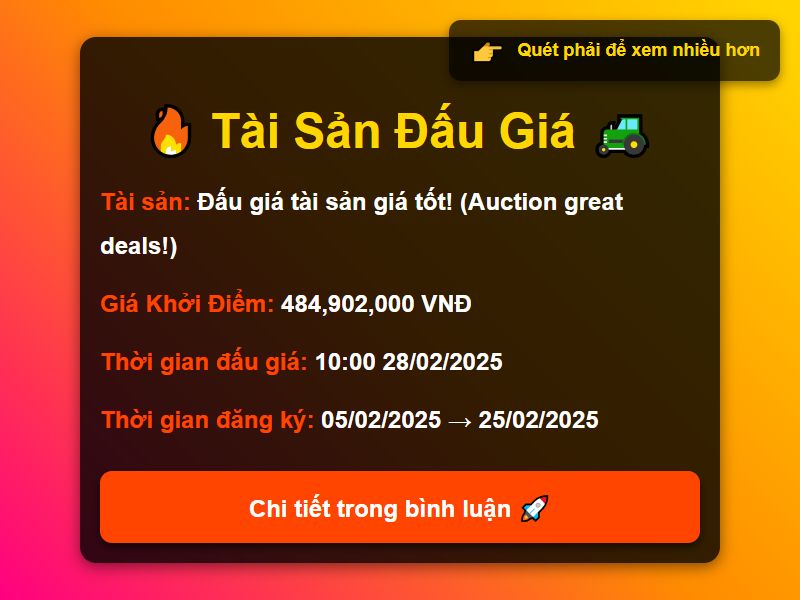 Quét phải để xem nhiều hơn
Tài Sản Đấu Giá
Tài sản: Đấu giá tài sản giá tốt! (Auction great
deals!)
Giá Khởi Điểm: 484,902,000 VNĐ
Thời gian đấu giá: 10:00 28/02/2025
Thời gian đăng ký: 05/02/2025 → 25/02/2025
Chi tiết trong bình luận